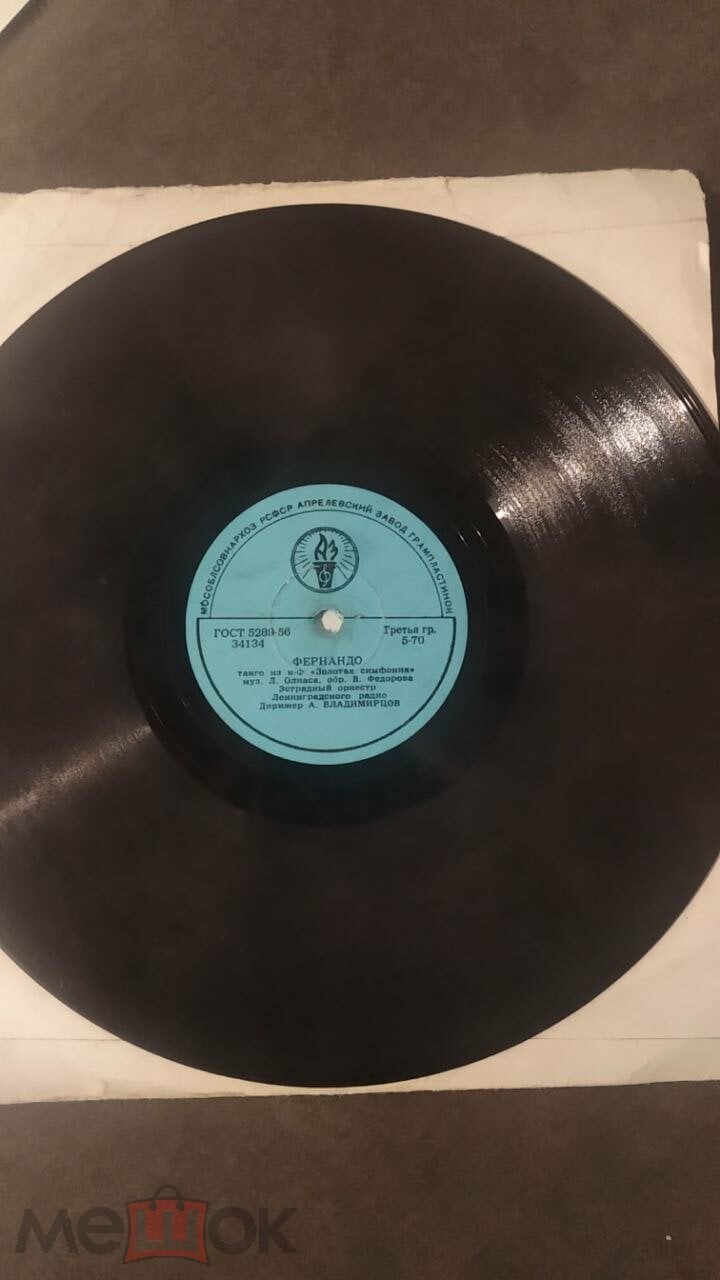 МОСОБЛСОВНАРХОЗ РСФСР АПРЕЛЕВСКИЙ ЗАВОД ГРАМПЛАСТИНОК
АЗ
ГОСТ 5289-56 Третья гр.
34134 5-70
ФЕРНАНДО
танго из к-ф «Золотая симфония»
муз. Л. Олиаса, обр. В. Федорова
Эстрадный оркестр
Ленинградского радио
Дирижер А. ВЛАДИМИРЦОВ
мешок